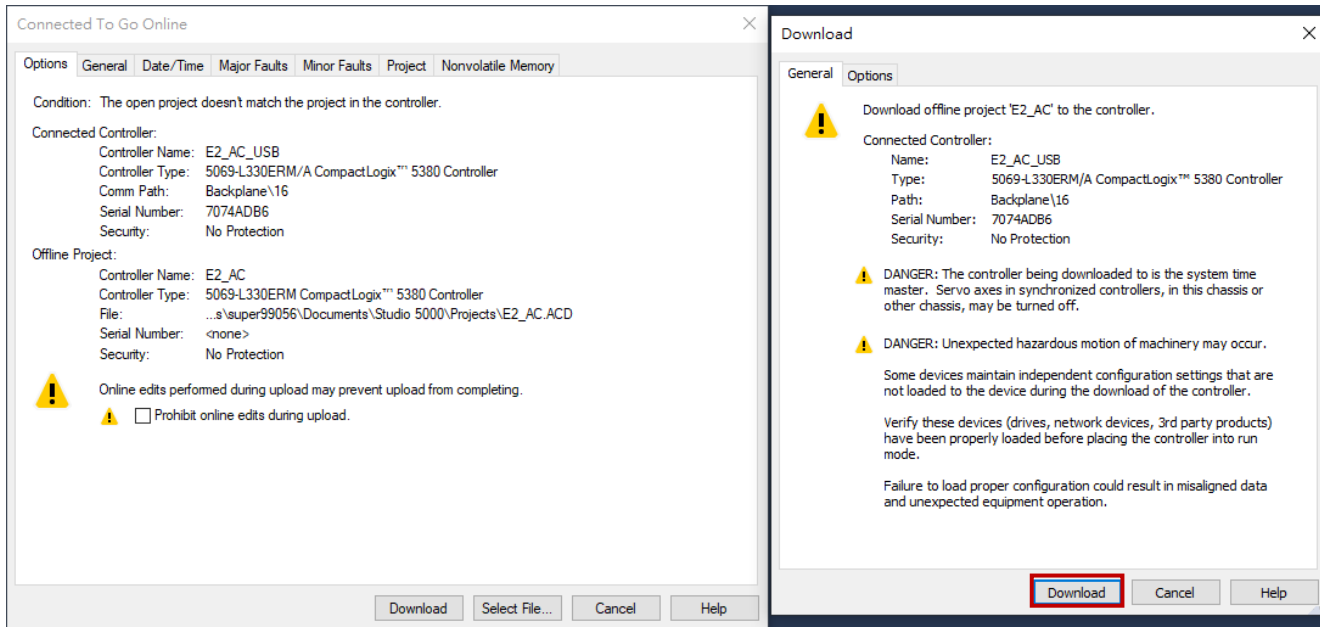 Connected To Go Online
Options General Date/Time Major Faults Minor Faults Project Nonvolatile Memory
Condition: The open project doesn't match the project in the controller.
Connected Controller:
Controller Name: E2_AC_USB
Controller Type: 5069-L330ERM/A CompactLogix™ 5380 Controller
Comm Path: Backplane\16
Serial Number: 7074ADB6
Security: No Protection
Offline Project:
Controller Name: E2_AC
Controller Type: 5069-L330ERM CompactLogix™ 5380 Controller
File: ...s\super99056\Documents\Studio 5000\Projects\E2_AC.ACD
Serial Number: <none>
Security: No Protection
Online edits performed during upload may prevent upload from completing.
Prohibit online edits during upload.
Download Select File... Cancel Help
Download
General Options
Download offline project 'E2_AC' to the controller.
Connected Controller:
Name: E2_AC_USB
Type: 5069-L330ERM/A CompactLogix™ 5380 Controller
Path: Backplane\16
Serial Number: 7074ADB6
Security: No Protection
DANGER: The controller being downloaded to is the system time
master. Servo axes in synchronized controllers, in this chassis or
other chassis, may be turned off.
DANGER: Unexpected hazardous motion of machinery may occur.
Some devices maintain independent configuration settings that are
not loaded to the device during the download of the controller.
Verify these devices (drives, network devices, 3rd party products)
have been properly loaded before placing the controller into run
mode.
Failure to load proper configuration could result in misaligned data
and unexpected equipment operation.
Download Cancel Help